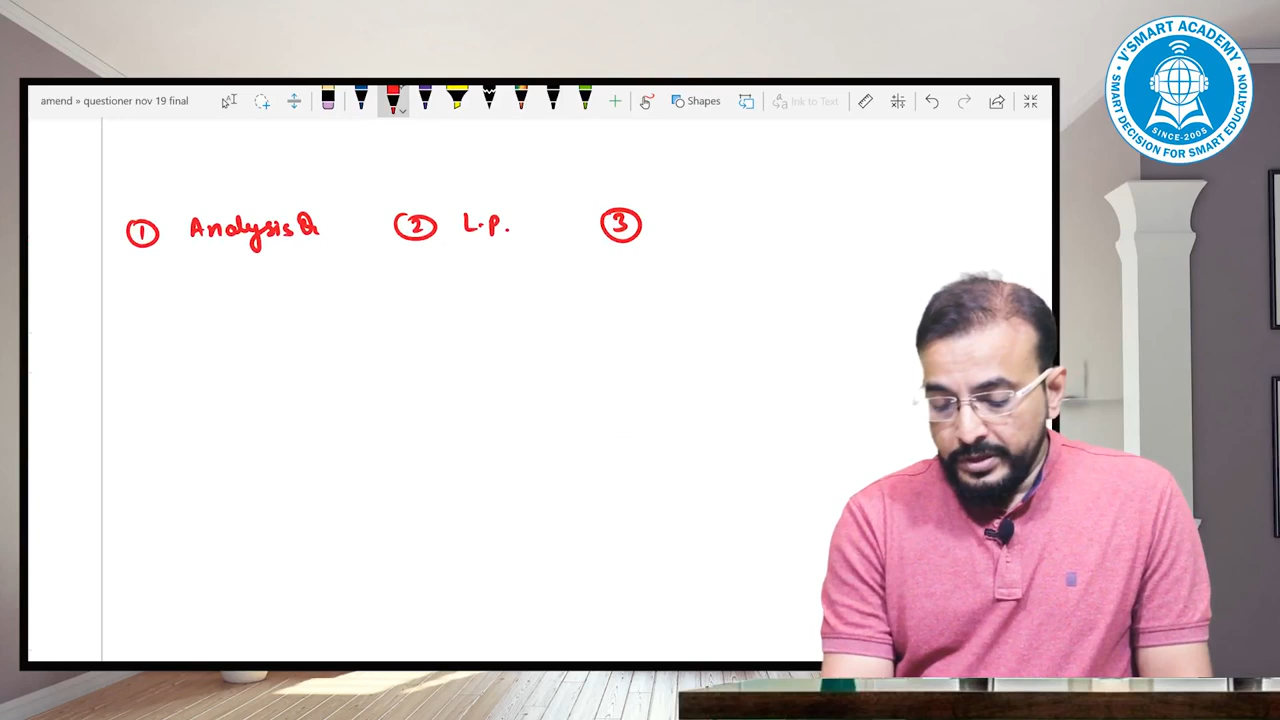 V'SMART ACADEMY
SMART DECISION FOR SMART EDUCATION
SINCE-2005
amend » questioner nov 19 final
Shapes
Ink to Text
① Analysis Q ② L.P. ③